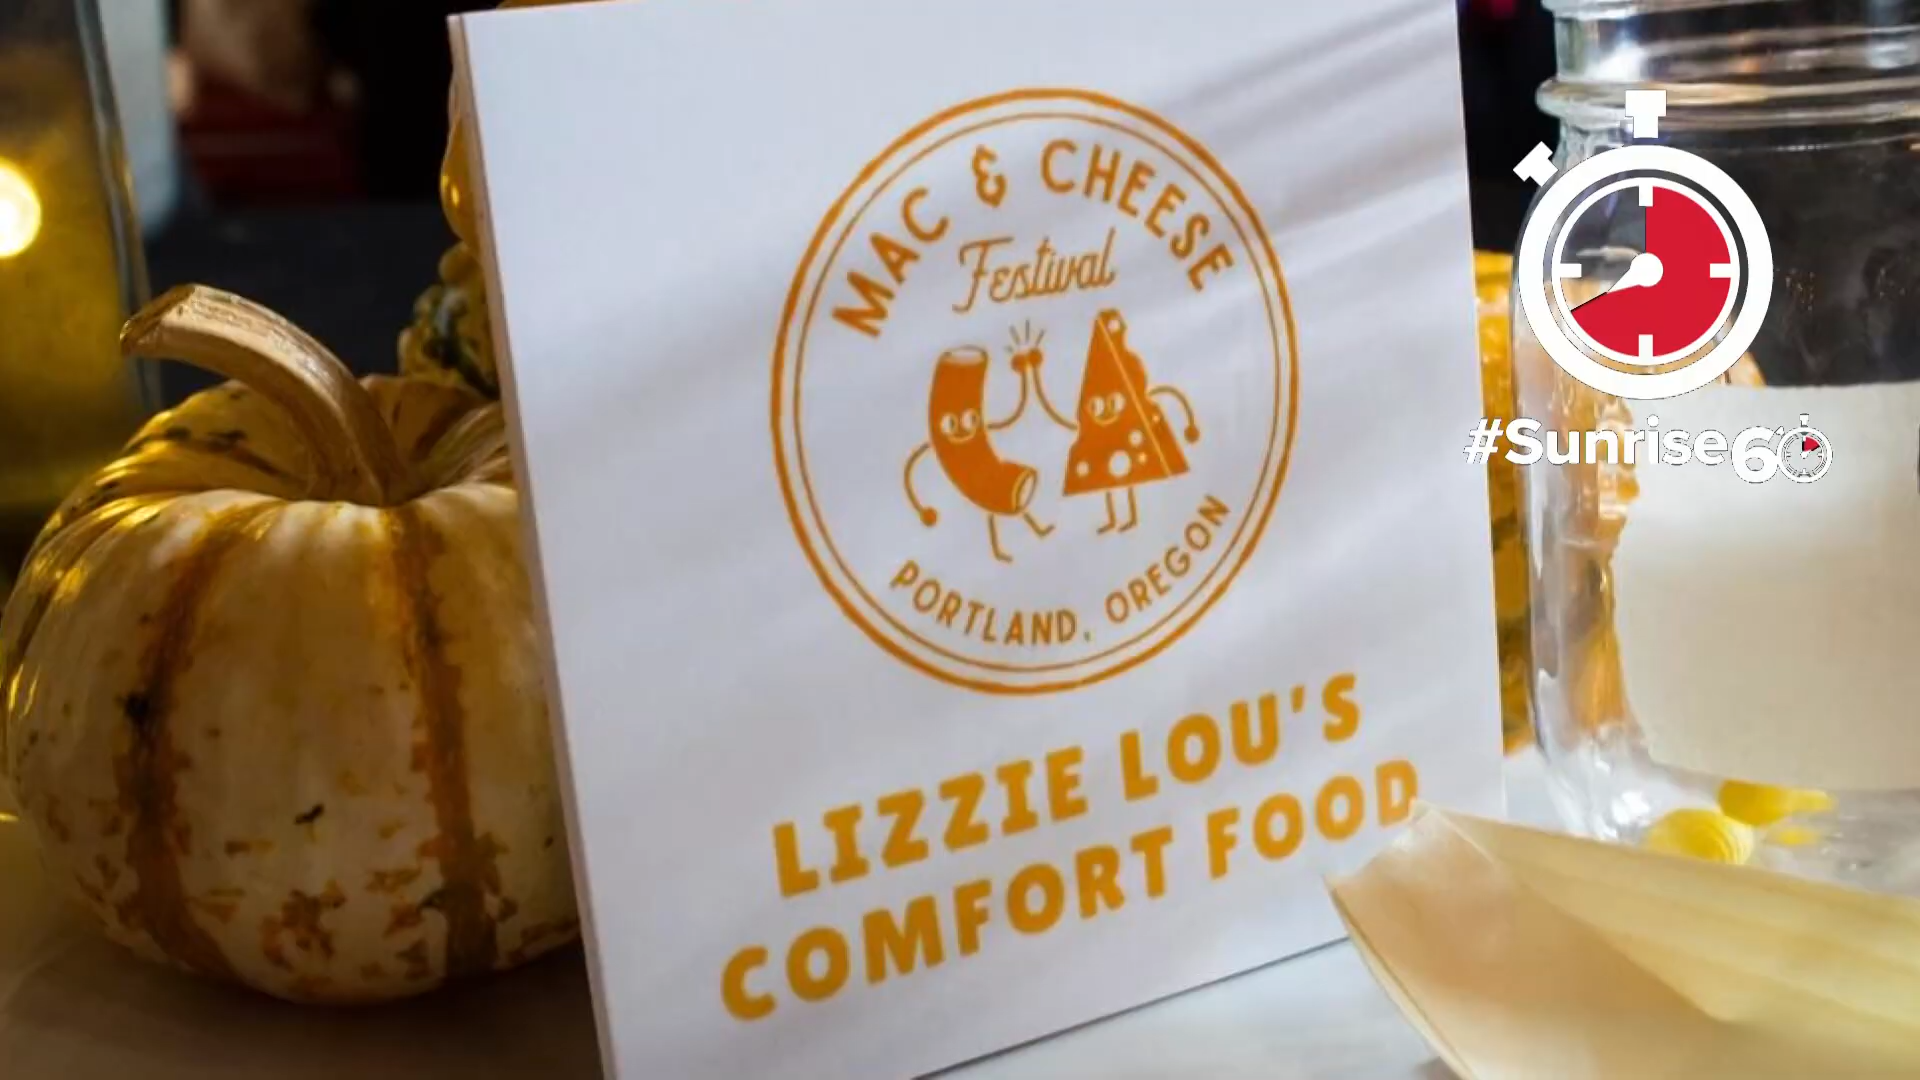 MAC & CHEESE
Festival
PORTLAND, OREGON
LIZZIE LOU'S
COMFORT FOOD
#Sunrise60